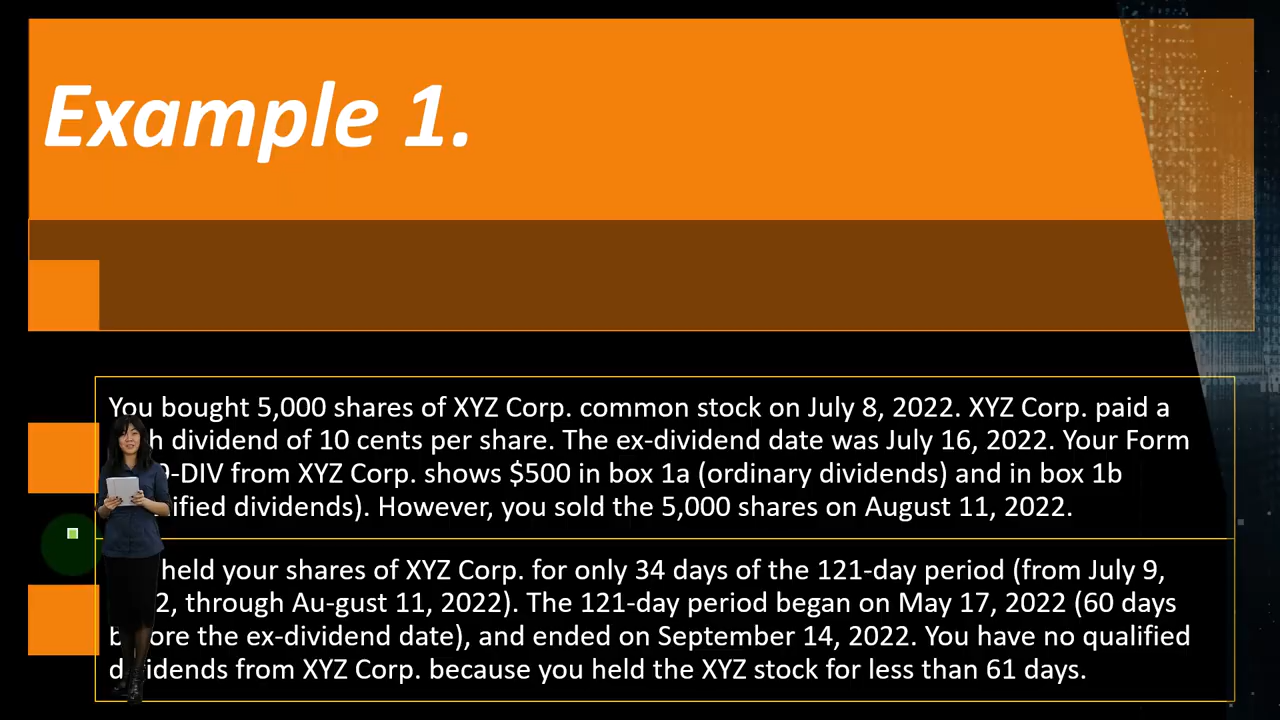 Example 1.
You bought 5,000 shares of XYZ Corp. common stock on July 8, 2022. XYZ Corp. paid a
dividend of 10 cents per share. The ex-dividend date was July 16, 2022. Your Form
-DIV from XYZ Corp. shows $500 in box 1a (ordinary dividends) and in box 1b
dividends). However, you sold the 5,000 shares on August 11, 2022.
held your shares of XYZ Corp. for only 34 days of the 121-day period (from July 9,
through Au-gust 11, 2022). The 121-day period began on May 17, 2022 (60 days
before the ex-dividend date), and ended on September 14, 2022. You have no qualified
dividends from XYZ Corp. because you held the XYZ stock for less than 61 days.